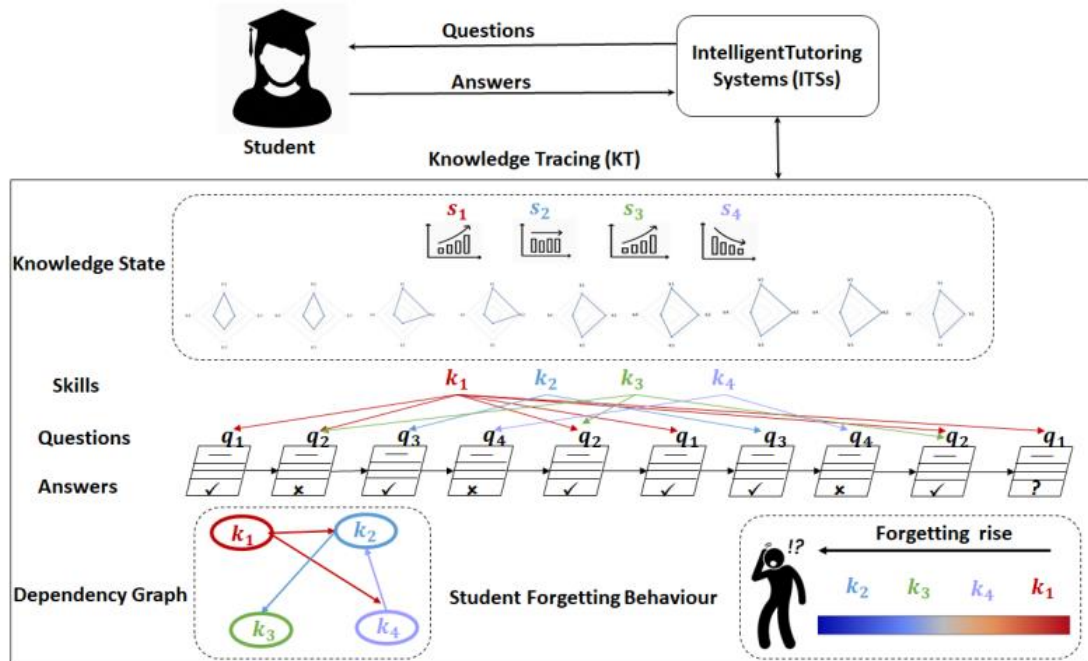 Questions
IntelligentTutoring
Systems (ITSs)
Answers
Student
Knowledge Tracing (KT)
s₁ s₂ s₃ s₄
Knowledge State
Skills k₁ k₂ k₃ k₄
Questions q₁ q₂ q₃ q₄ q₂ q₁ q₃ q₄ q₂ q₁
Answers ✓ × ✓ × ✓ ✓ ✓ × ✓ ?
k₁ k₂
Dependency Graph
k₃ k₄
Student Forgetting Behaviour
!?
Forgetting rise
k₂ k₃ k₄ k₁